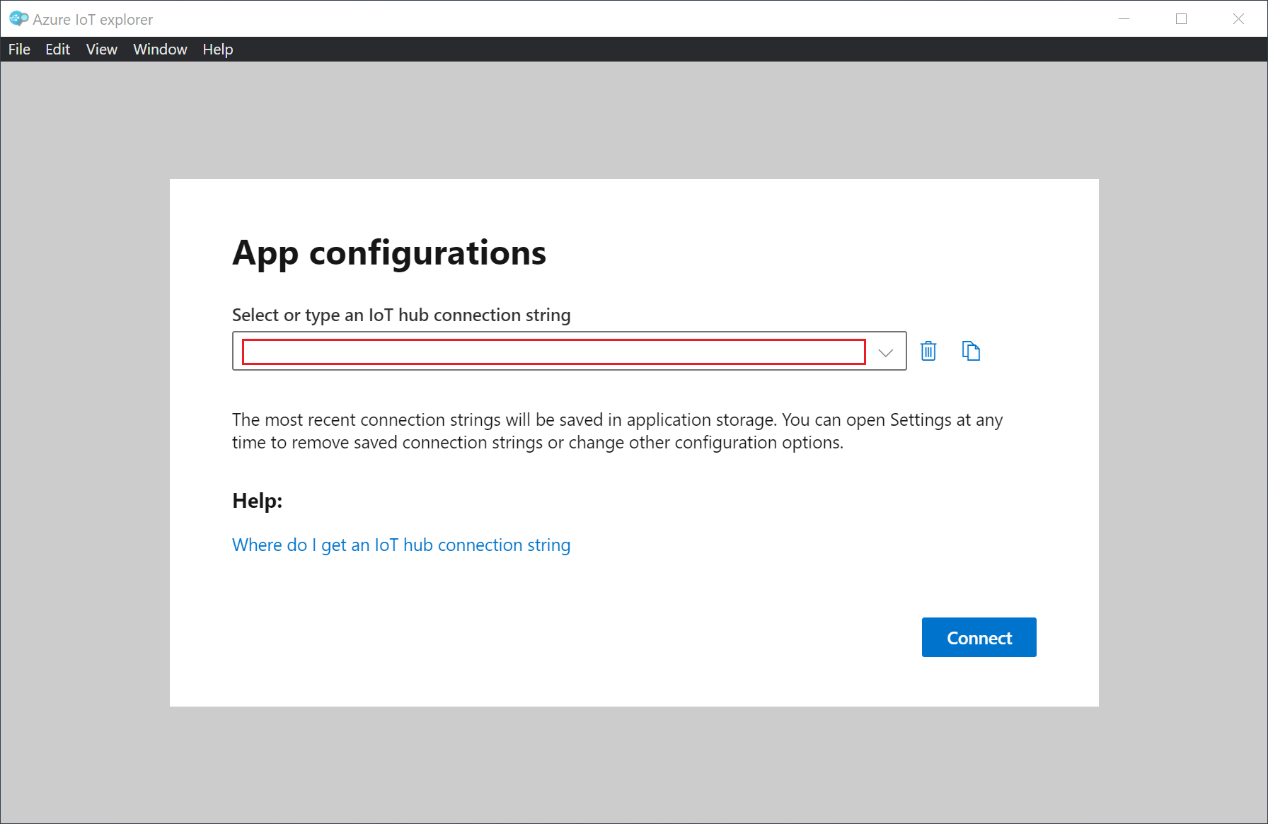 Azure IoT explorer
File Edit View Window Help
App configurations
Select or type an IoT hub connection string
The most recent connection strings will be saved in application storage. You can open Settings at any
time to remove saved connection strings or change other configuration options.
Help:
Where do I get an IoT hub connection string
Connect